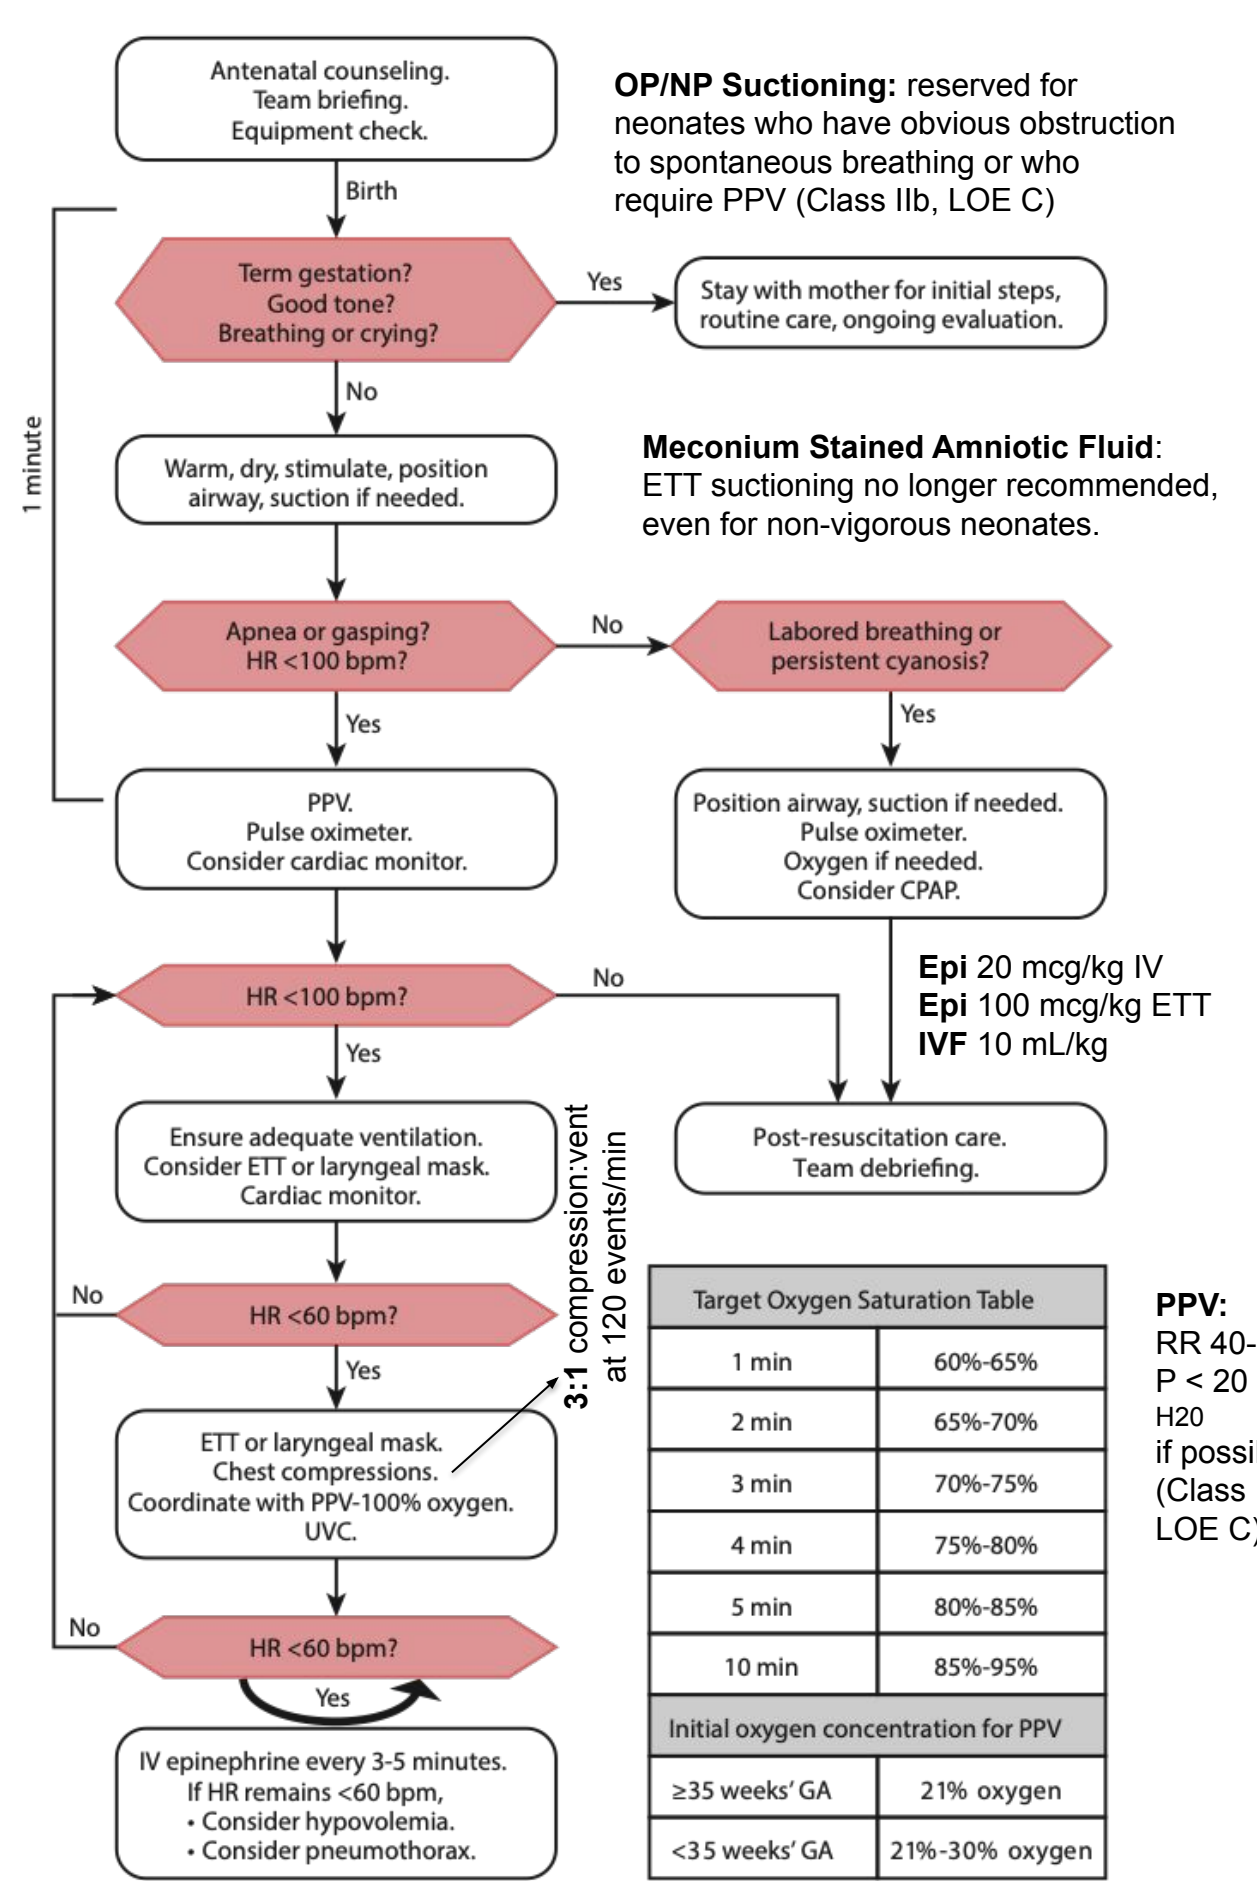 Antenatal counseling.
Team briefing.
Equipment check.
OP/NP Suctioning: reserved for
neonates who have obvious obstruction
to spontaneous breathing or who
require PPV (Class IIb, LOE C)
Birth
1 minute
Term gestation?
Good tone?
Breathing or crying?
Yes
Stay with mother for initial steps,
routine care, ongoing evaluation.
No
Warm, dry, stimulate, position
airway, suction if needed.
Meconium Stained Amniotic Fluid:
ETT suctioning no longer recommended,
even for non-vigorous neonates.
Apnea or gasping?
HR <100 bpm?
No
Labored breathing or
persistent cyanosis?
Yes
Yes
PPV.
Pulse oximeter.
Consider cardiac monitor.
Position airway, suction if needed.
Pulse oximeter.
Oxygen if needed.
Consider CPAP.
HR <100 bpm?
No
Epi 20 mcg/kg IV
Epi 100 mcg/kg ETT
IVF 10 mL/kg
Yes
Ensure adequate ventilation.
Consider ETT or laryngeal mask.
Cardiac monitor.
3:1 compression:vent
at 120 events/min
Post-resuscitation care.
Team debriefing.
No
HR <60 bpm?
Yes
ETT or laryngeal mask.
Chest compressions.
Coordinate with PPV-100% oxygen.
UVC.
No
HR <60 bpm?
Yes
IV epinephrine every 3-5 minutes.
If HR remains <60 bpm,
• Consider hypovolemia.
• Consider pneumothorax.
Target Oxygen Saturation Table
1 min 60%-65%
2 min 65%-70%
3 min 70%-75%
4 min 75%-80%
5 min 80%-85%
10 min 85%-95%
Initial oxygen concentration for PPV
≥35 weeks' GA 21% oxygen
<35 weeks' GA 21%-30% oxygen
PPV:
RR 40-
P < 20
H20
if
(Class
LOE C)